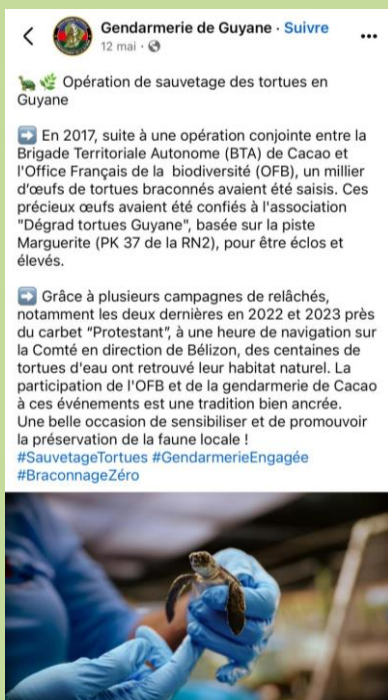 Gendarmerie de Guyane · Suivre
12 mai ·
Opération de sauvetage des tortues en
Guyane
En 2017, suite à une opération conjointe entre la
Brigade Territoriale Autonome (BTA) de Cacao et
l'Office Français de la biodiversité (OFB), un millier
d'œufs de tortues braconnés avaient été saisis. Ces
précieux œufs avaient été confiés à l'association
"Dégrad tortues Guyane", basée sur la piste
Marguerite (PK 37 de la RN2), pour être éclos et
élevés.
Grâce à plusieurs campagnes de relâchés,
notamment les deux dernières en 2022 et 2023 près
du carbet "Protestant", à une heure de navigation sur
la Comté en direction de Bélizon, des centaines de
tortues d'eau ont retrouvé leur habitat naturel. La
participation de l'OFB et de la gendarmerie de Cacao
à ces événements est une tradition bien ancrée.
Une belle occasion de sensibiliser et de promouvoir
la préservation de la faune locale !
#SauvetageTortues #GendarmerieEngagée
#BraconnageZéro